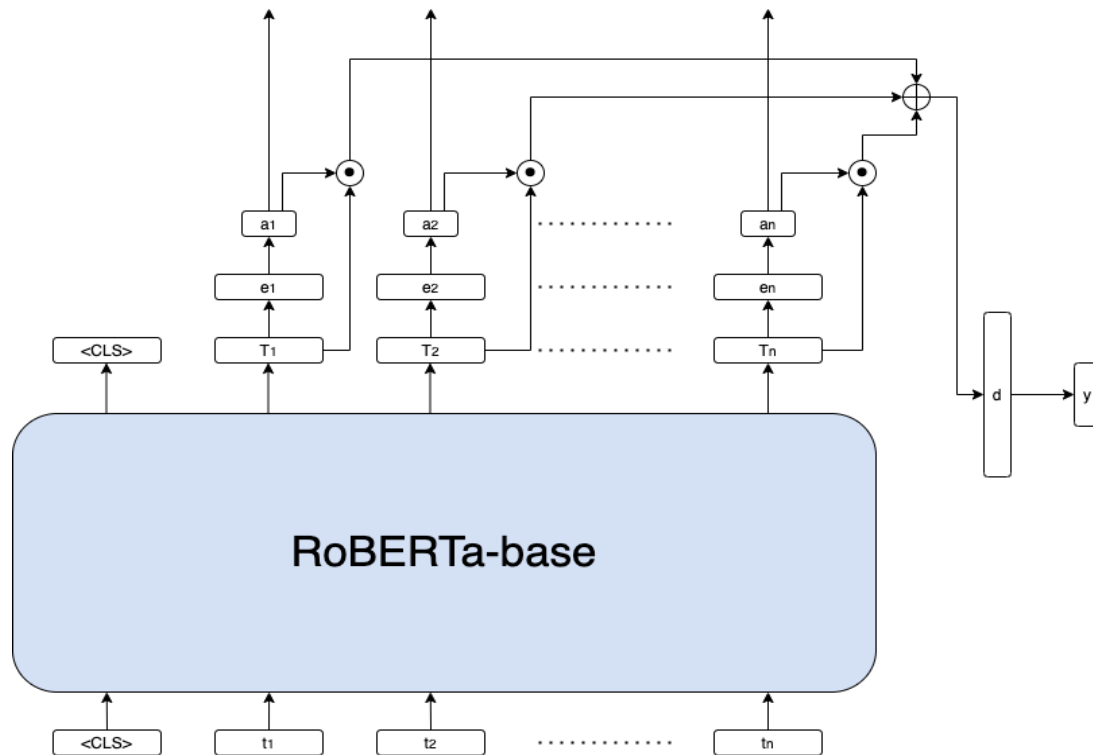 a1 a2 an
e1 e2 en
<CLS> T1 T2 Tn
d y
RoBERTa-base
<CLS> t1 t2 tn